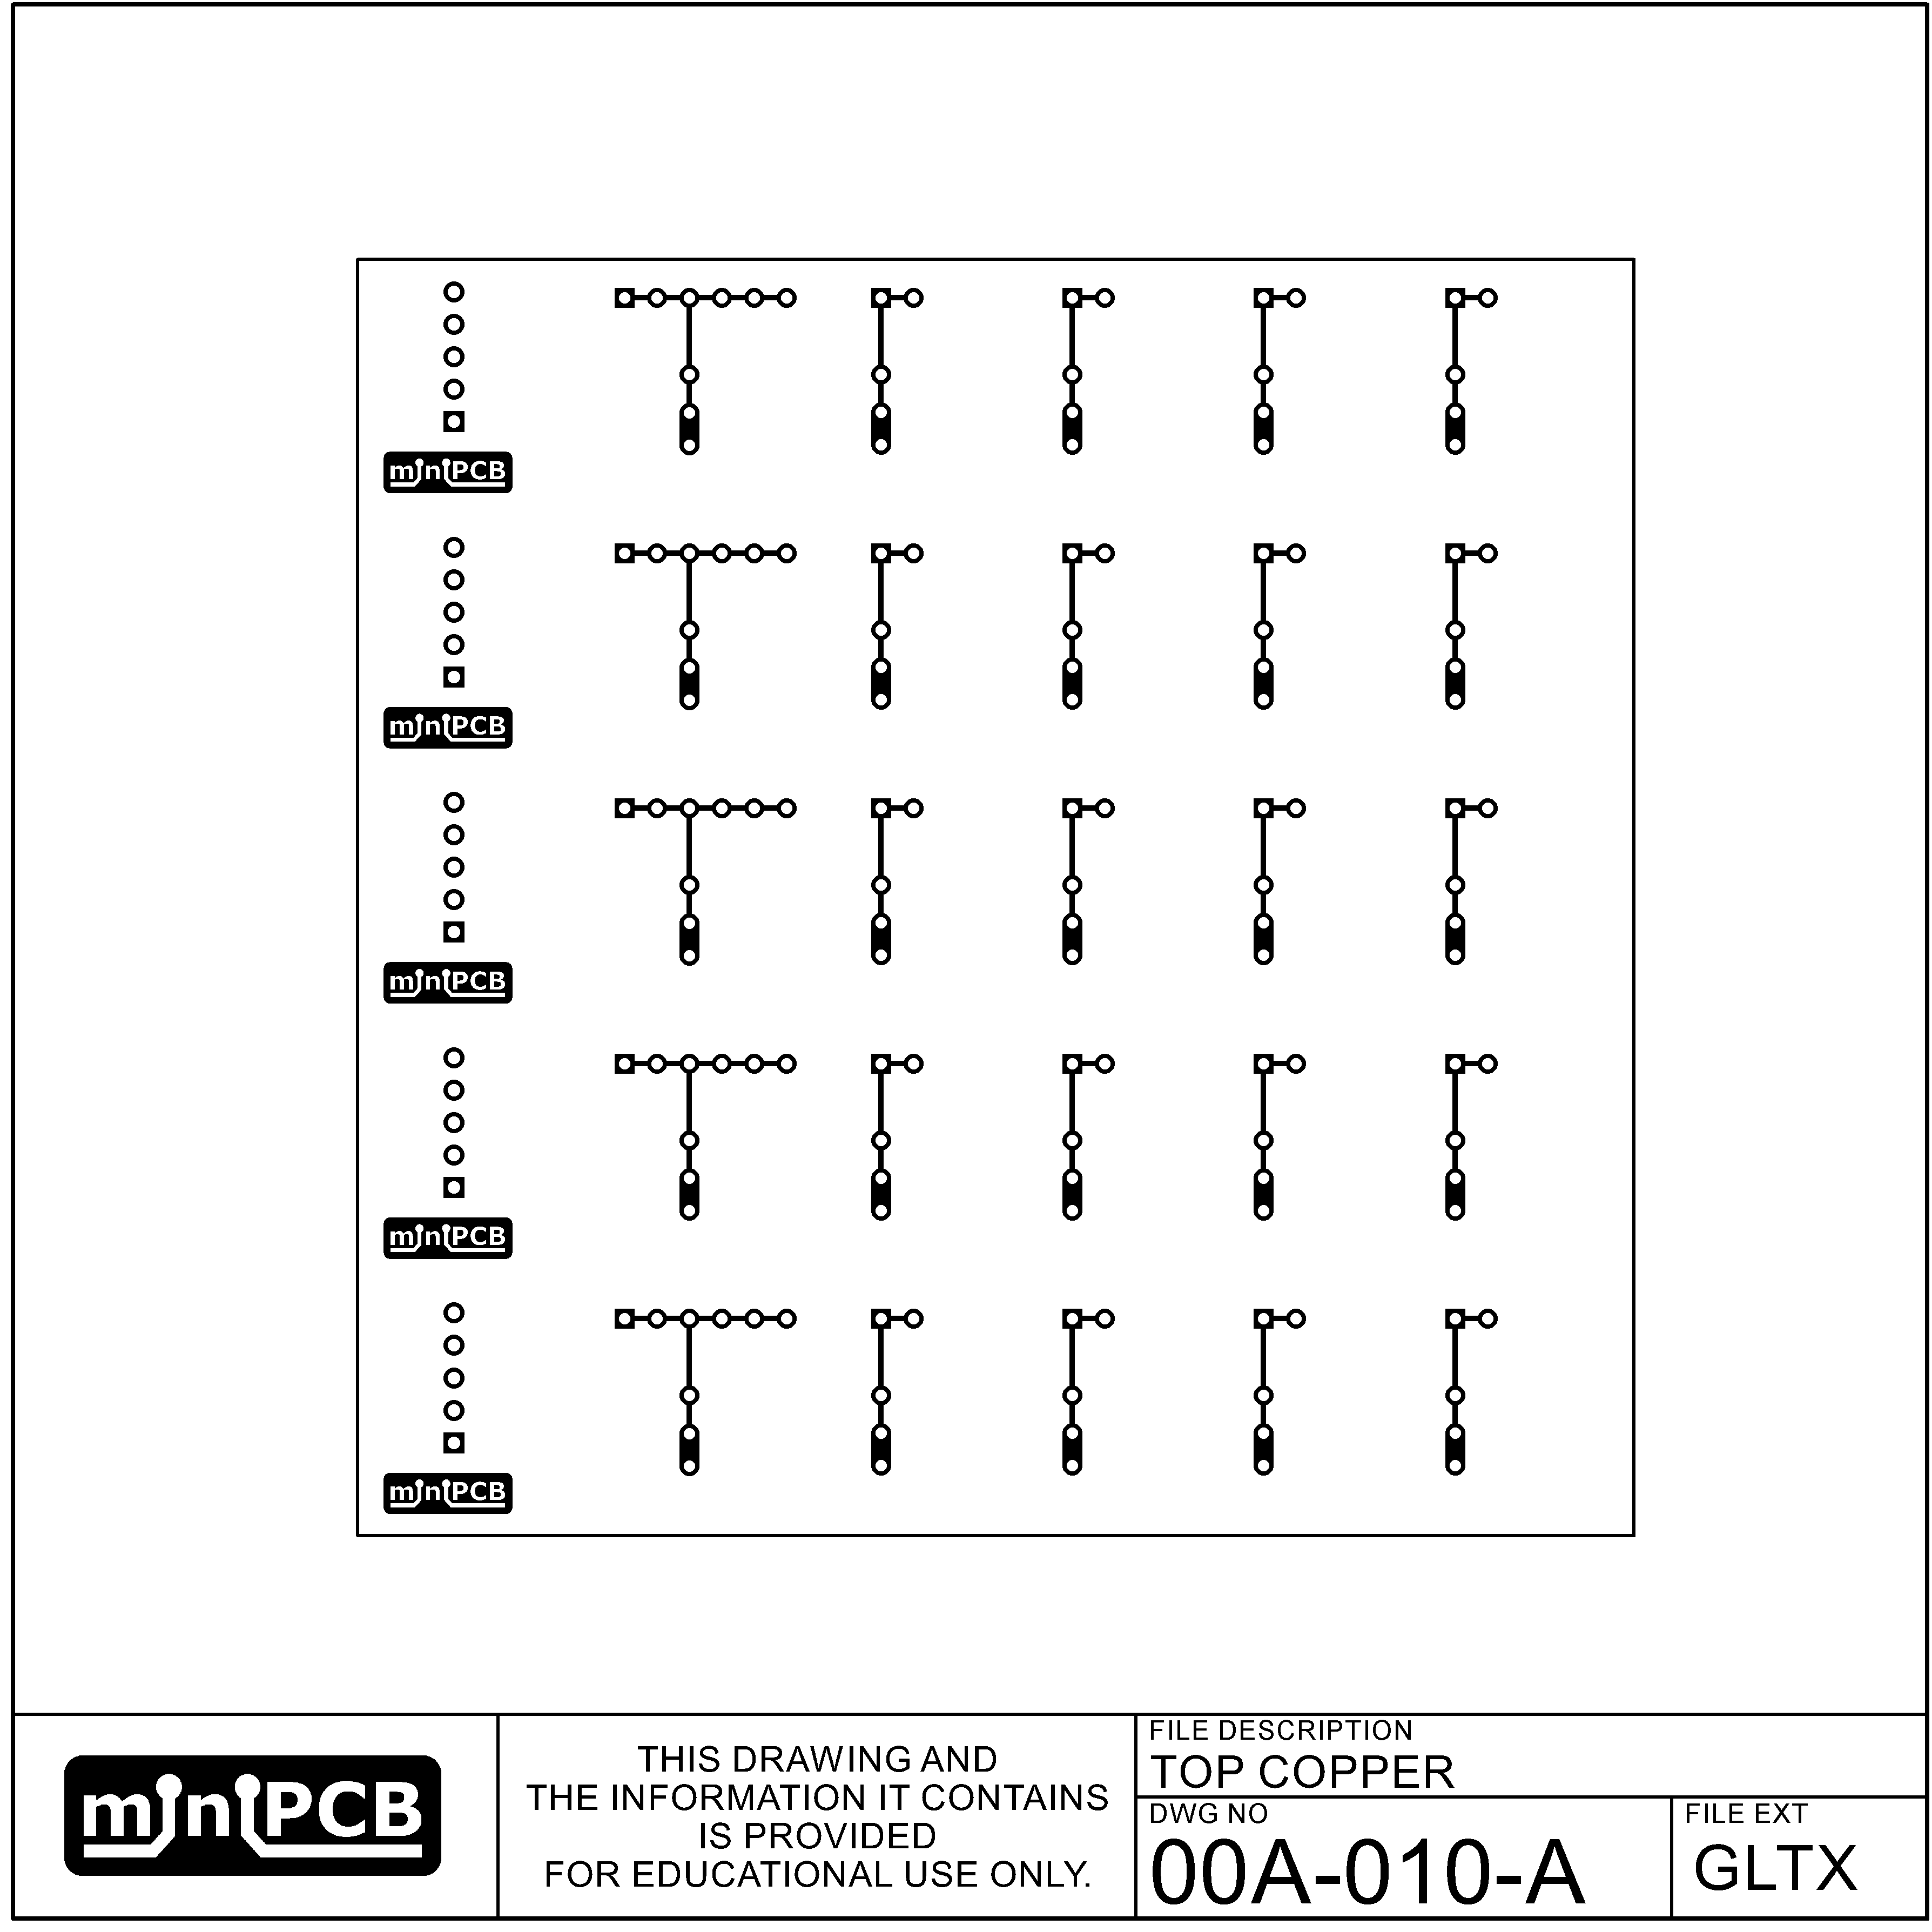 miniPCB
miniPCB
miniPCB
miniPCB
miniPCB
miniPCB
THIS DRAWING AND
THE INFORMATION IT CONTAINS
IS PROVIDED
FOR EDUCATIONAL USE ONLY.
FILE DESCRIPTION
TOP COPPER
DWG NO
00A-010-A
FILE EXT
GLTX